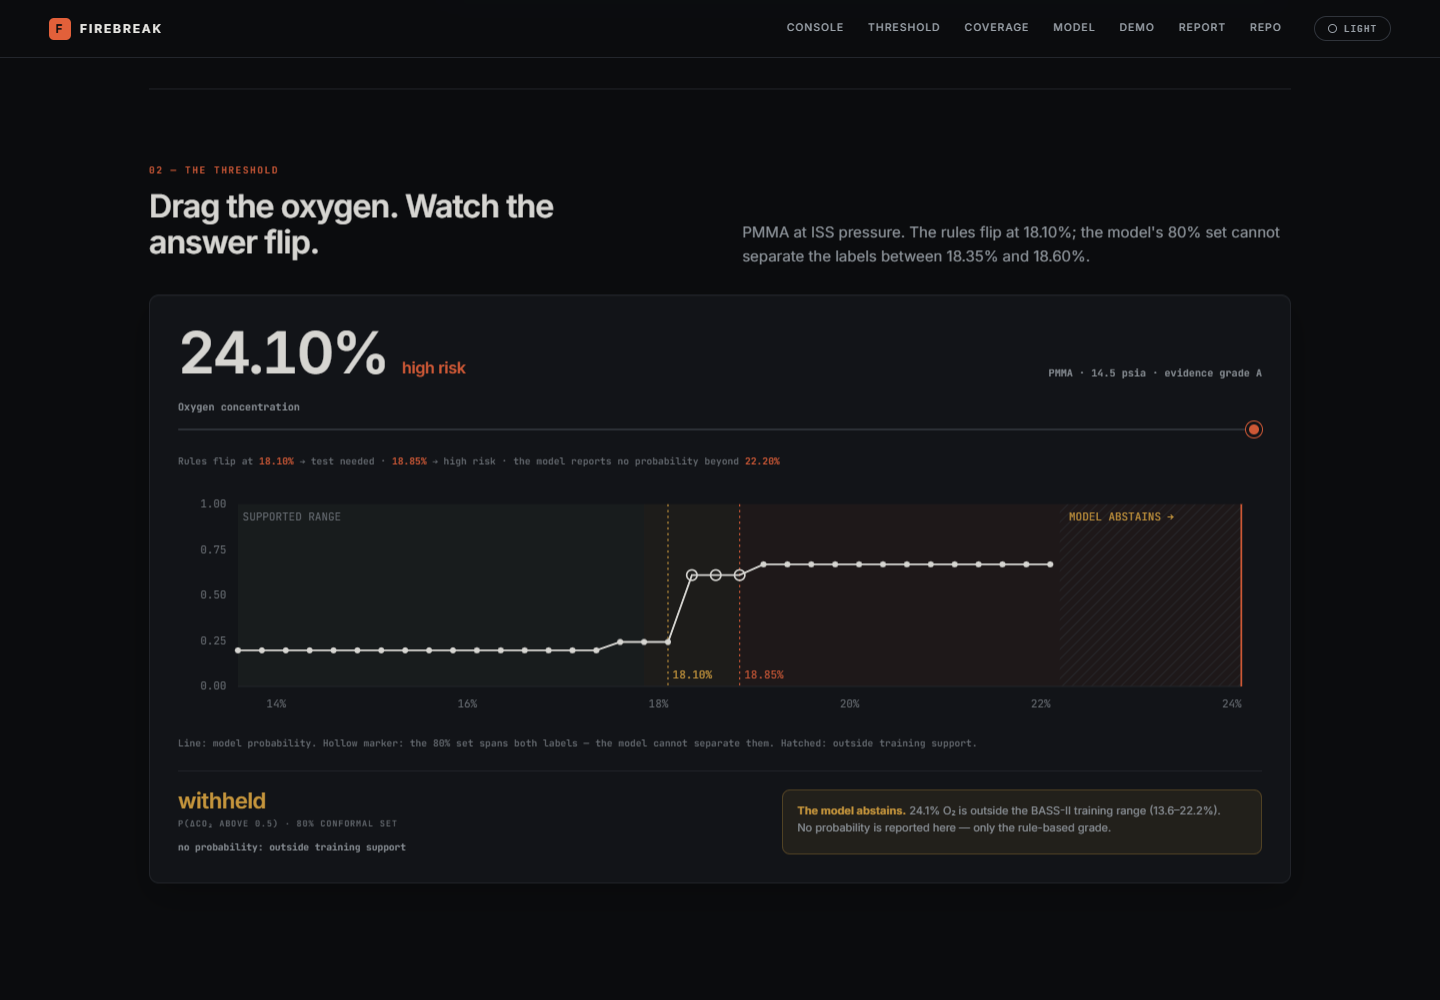 F FIREBREAK
CONSOLE THRESHOLD COVERAGE MODEL DEMO REPORT REPO LIGHT
02 — THE THRESHOLD
Drag the oxygen. Watch the
answer flip.
PMMA at ISS pressure. The rules flip at 18.10%; the model's 80% set cannot
separate the labels between 18.35% and 18.60%.
24.10% high risk
PMMA · 14.5 psia · evidence grade A
Oxygen concentration
Rules flip at 18.10% → test needed · 18.85% → high risk · the model reports no probability beyond 22.20%
1.00
SUPPORTED RANGE
MODEL ABSTAINS →
0.75
0.50
0.25
18.10%
18.85%
0.00
14% 16% 18% 20% 22% 24%
Line: model probability. Hollow marker: the 80% set spans both labels — the model cannot separate them. Hatched: outside training support.
withheld
P(ΔCO₂ ABOVE 0.5) · 80% CONFORMAL SET
no probability: outside training support
The model abstains. 24.1% O₂ is outside the BASS-II training range (13.6–22.2%).
No probability is reported here — only the rule-based grade.